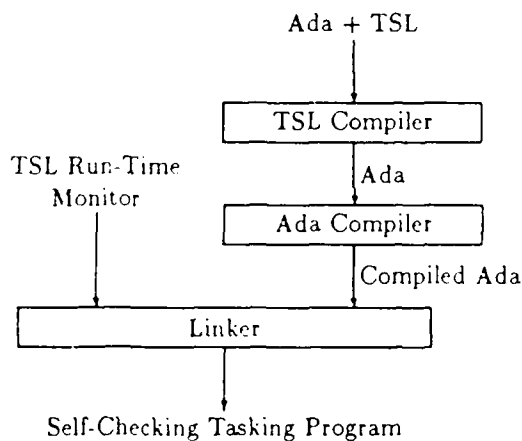 Ada + TSL
TSL Compiler
Ada
TSL Run-Time
Monitor
Ada Compiler
Compiled Ada
Linker
Self-Checking Tasking Program